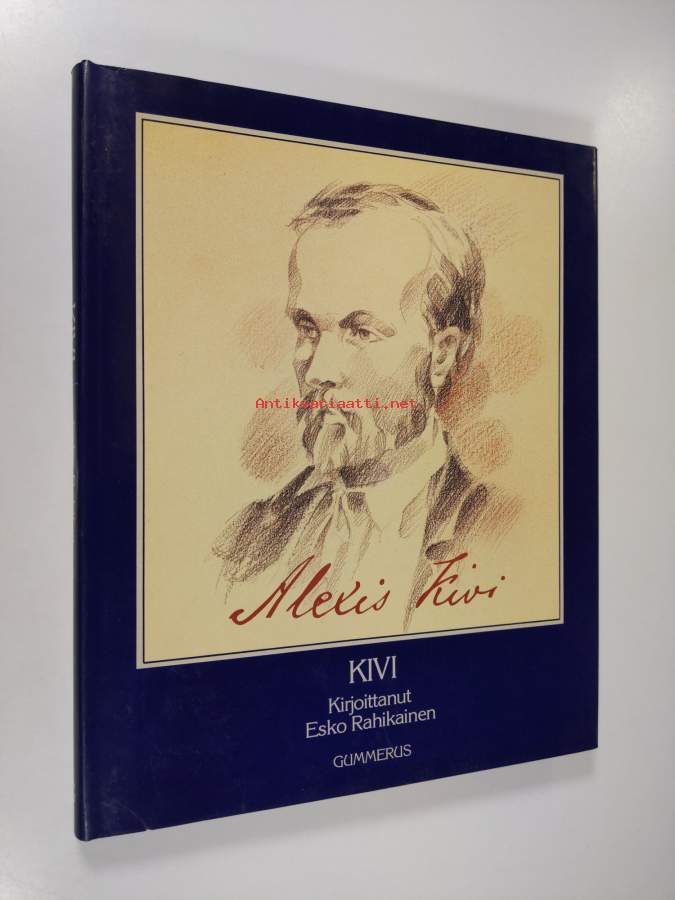 Antikvariaatti.net
Alexis Kivi
KIVI
Kirjoittanut
Esko Rahikainen
GUMMERUS